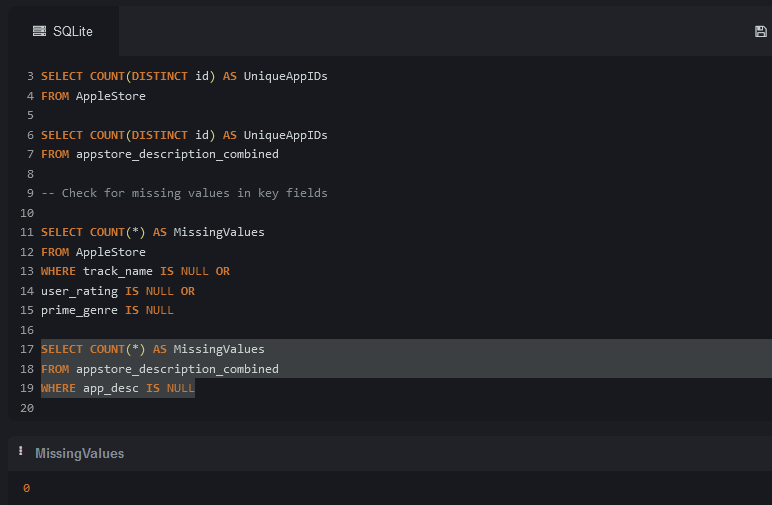 SQLite
3 SELECT COUNT(DISTINCT id) AS UniqueAppIDs
4 FROM AppleStore
5
6 SELECT COUNT(DISTINCT id) AS UniqueAppIDs
7 FROM appstore_description_combined
8
9 -- Check for missing values in key fields
10
11 SELECT COUNT(*) AS MissingValues
12 FROM AppleStore
13 WHERE track_name IS NULL OR
14 user_rating IS NULL OR
15 prime_genre IS NULL
16
17 SELECT COUNT(*) AS MissingValues
18 FROM appstore_description_combined
19 WHERE app_desc IS NULL
20
MissingValues
0